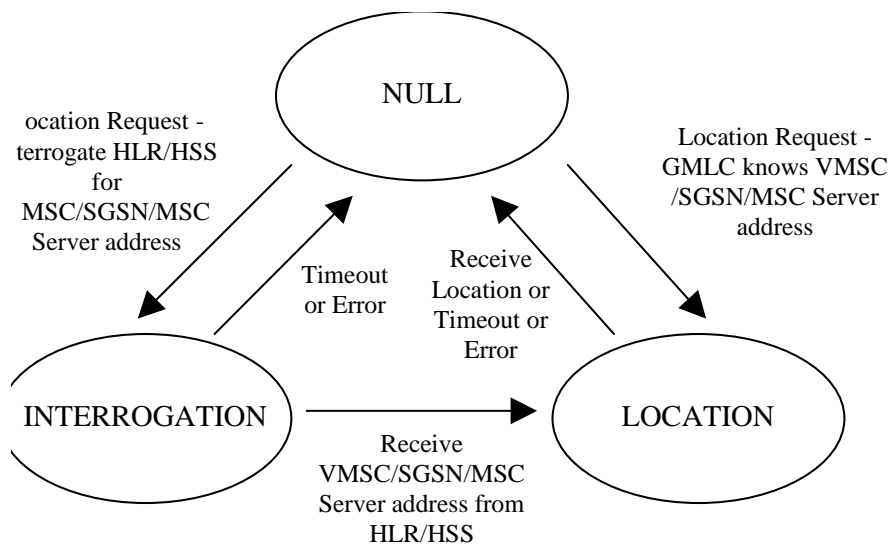 NULL
ocation Request -
terrogate HLR/HSS
for
MSC/SGSN/MSC
Server address
Location Request -
GMLC knows VMSC
/SGSN/MSC Server
address
Timeout
or Error
Receive
Location or
Timeout or
Error
INTERROGATION
LOCATION
Receive
VMSC/SGSN/MSC
Server address from
HLR/HSS